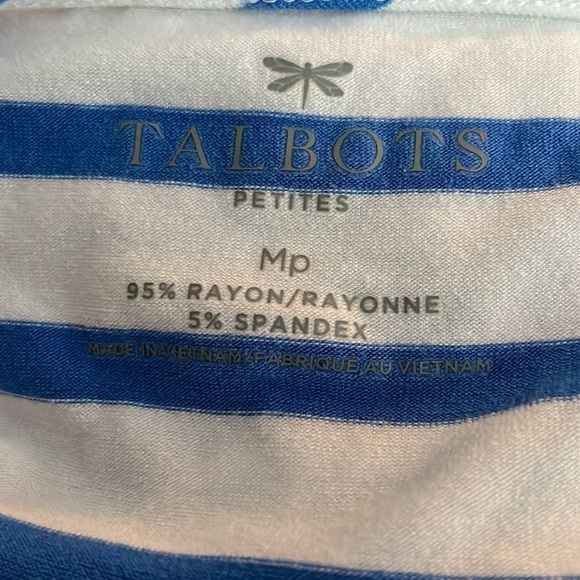 TALBOTS
PETITES
Mp
95% RAYON/RAYONNE
5% SPANDEX
MADE IN VIETNAM/FABRIQUE AU VIETNAM